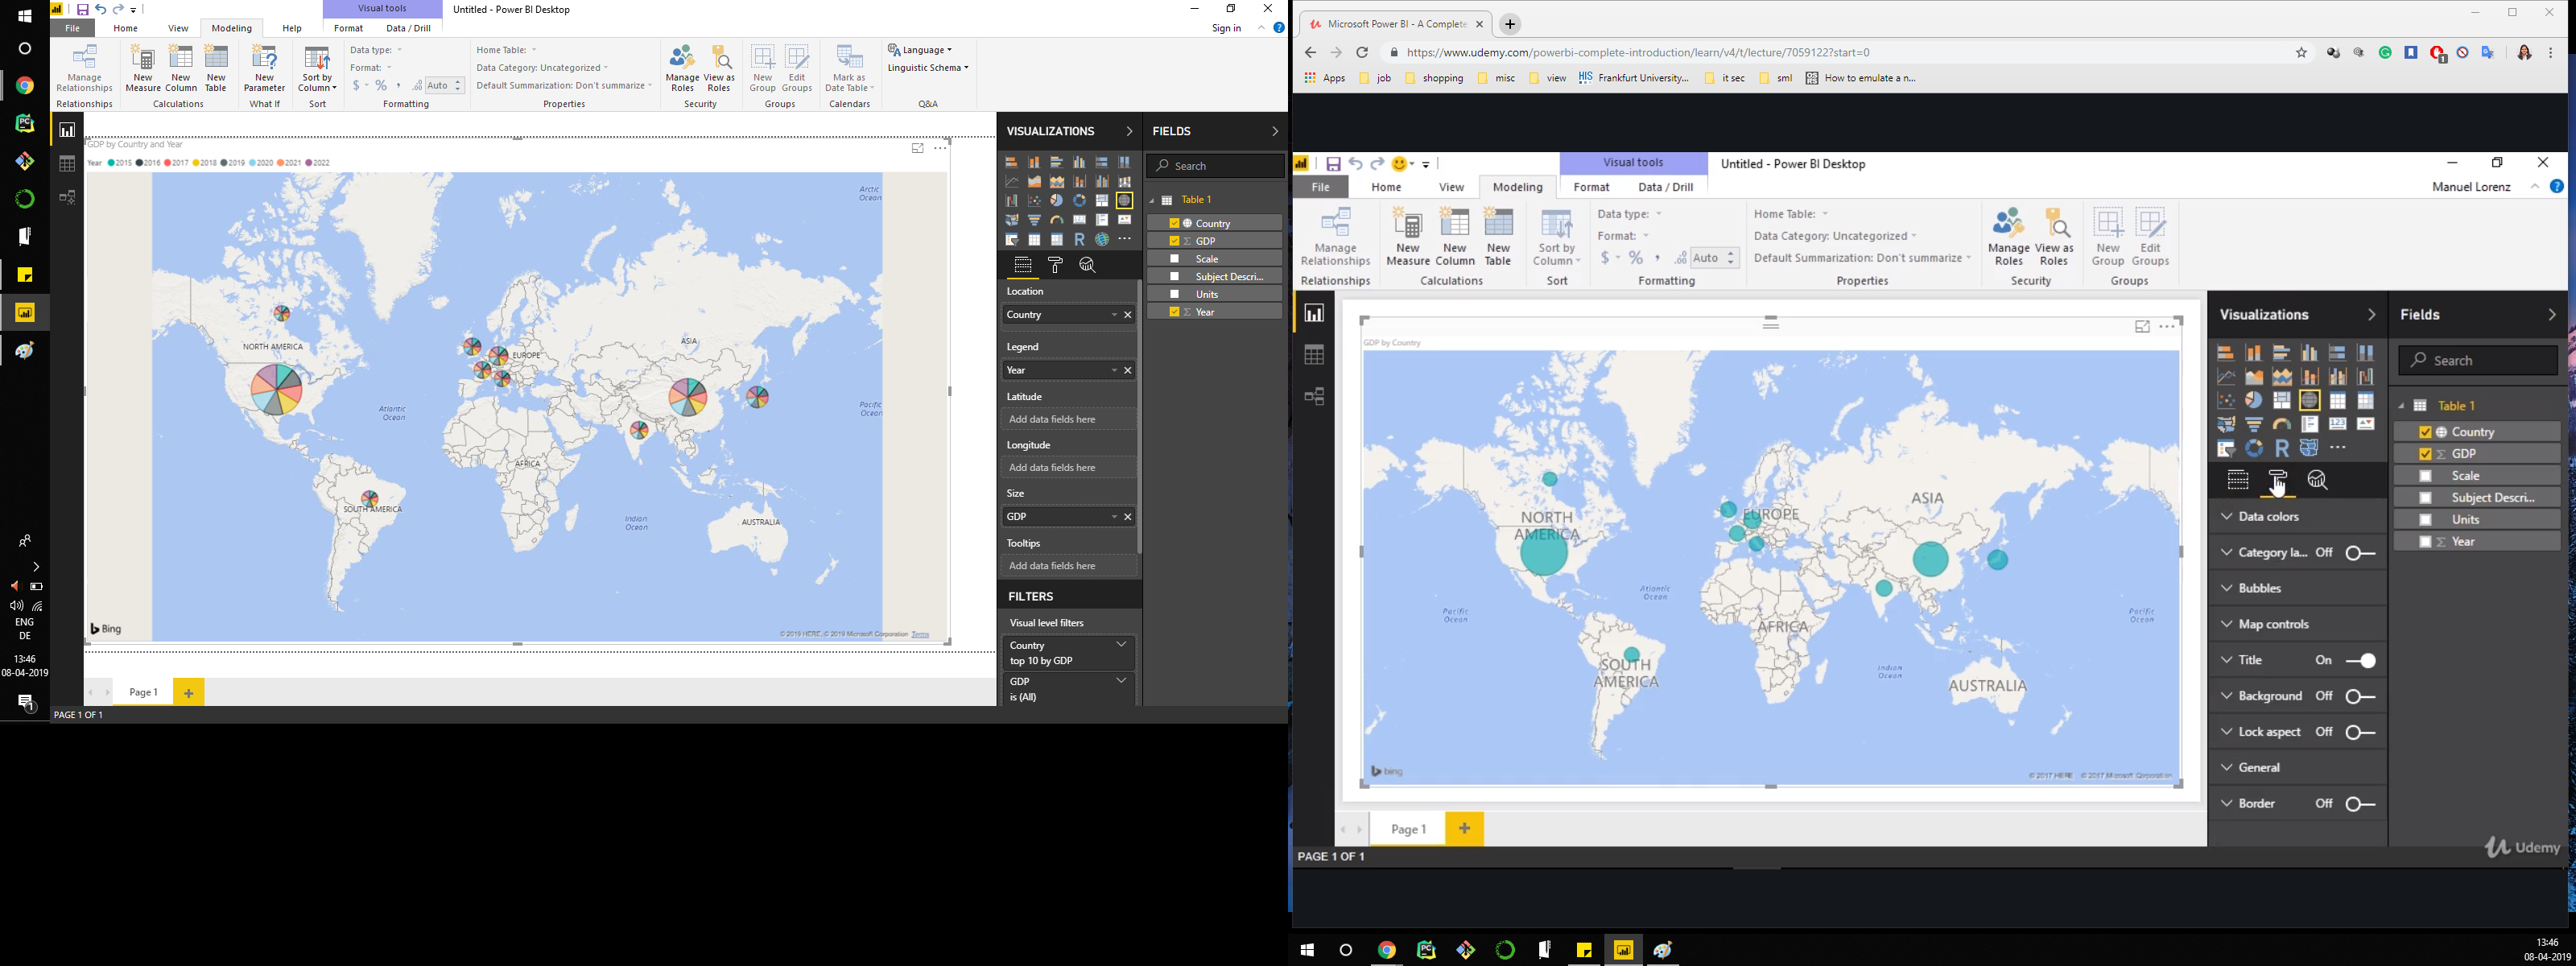 Visual tools
Untitled - Power BI Desktop
File
Home
View
Modeling
Help
Format
Data / Drill
Sign in
Manage
Relationships
New
Measure
New
Column
New
Table
New
Parameter
Sort by
Column
Data type:
Format:
$ % , .00 Auto
Home Table:
Data Category: Uncategorized
Default Summarization: Don't summarize
Manage
Roles
View as
Roles
New
Group
Edit
Groups
Mark as
Date Table
Language
Linguistic Schema
Relationships
Calculations
What If
Sort
Formatting
Properties
Security
Groups
Calendars
Q&A
GDP by Country and Year
Year 2015 2016 2017 2018 2019 2020 2021 2022
Arctic
Ocean
NORTH AMERICA
EUROPE
ASIA
Atlantic
Ocean
Pacific
Ocean
AFRICA
SOUTH AMERICA
Indian
Ocean
AUSTRALIA
Bing
© 2019 HERE, © 2019 Microsoft Corporation Terms
Page 1
PAGE 1 OF 1
VISUALIZATIONS
Location
Country
Legend
Year
Latitude
Add data fields here
Longitude
Add data fields here
Size
GDP
Tooltips
Add data fields here
FILTERS
Visual level filters
Country
top 10 by GDP
GDP
is (All)
FIELDS
Search
Table 1
Country
GDP
Scale
Subject Descri...
Units
Year
ENG
DE
13:46
08-04-2019
1
Microsoft Power BI - A Complete
https://www.udemy.com/powerbi-complete-introduction/learn/v4/t/lecture/7059122?start=0
Apps
job
shopping
misc
view
HIS Frankfurt University...
it sec
sml
How to emulate a n...
Visual tools
Untitled - Power BI Desktop
File
Home
View
Modeling
Format
Data / Drill
Manuel Lorenz
Manage
Relationships
New
Measure
New
Column
New
Table
Sort by
Column
Data type:
Format:
$ % , .00 Auto
Home Table:
Data Category: Uncategorized
Default Summarization: Don't summarize
Manage
Roles
View as
Roles
New
Group
Edit
Groups
Relationships
Calculations
Sort
Formatting
Properties
Security
Groups
GDP by Country
NORTH
AMERICA
EUROPE
ASIA
Atlantic
Ocean
Pacific
Ocean
Pacific
Ocean
AFRICA
SOUTH
AMERICA
Indian
Ocean
AUSTRALIA
bing
© 2017 HERE © 2017 Microsoft Corporation
Page 1
PAGE 1 OF 1
Visualizations
Data colors
Category la... Off
Bubbles
Map controls
Title On
Background Off
Lock aspect Off
General
Border Off
Fields
Search
Table 1
Country
GDP
Scale
Subject Descri...
Units
Year
Udemy
13:46
08-04-2019